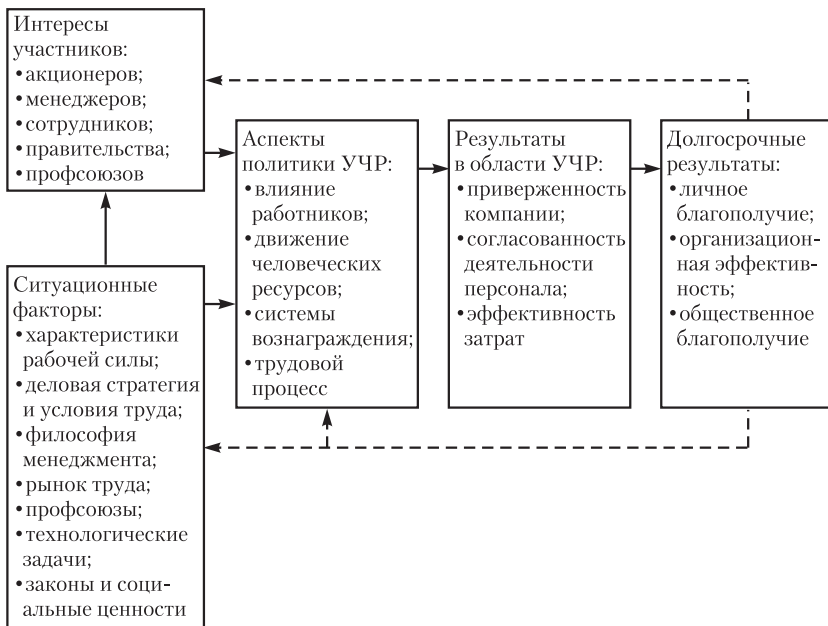 Интересы
участников:
•акционеров;
•менеджеров;
•сотрудников;
•правительства;
•профсоюзов
Ситуационные
факторы:
•характеристики
рабочей силы;
•деловая стратегия
и условия труда;
•философия
менеджмента;
•рынок труда;
•профсоюзы;
•технологические
задачи;
•законы и соци-
альные ценности
Аспекты
политики УЧР:
•влияние
работников;
•движение
человеческих
ресурсов;
•системы
вознаграждения;
•трудовой
процесс
Результаты
в области УЧР:
•приверженность
компании;
•согласованность
деятельности
персонала;
•эффективность
затрат
Долгосрочные
результаты:
•личное
благополучие;
•организацион-
ная эффектив-
ность;
•общественное
благополучие